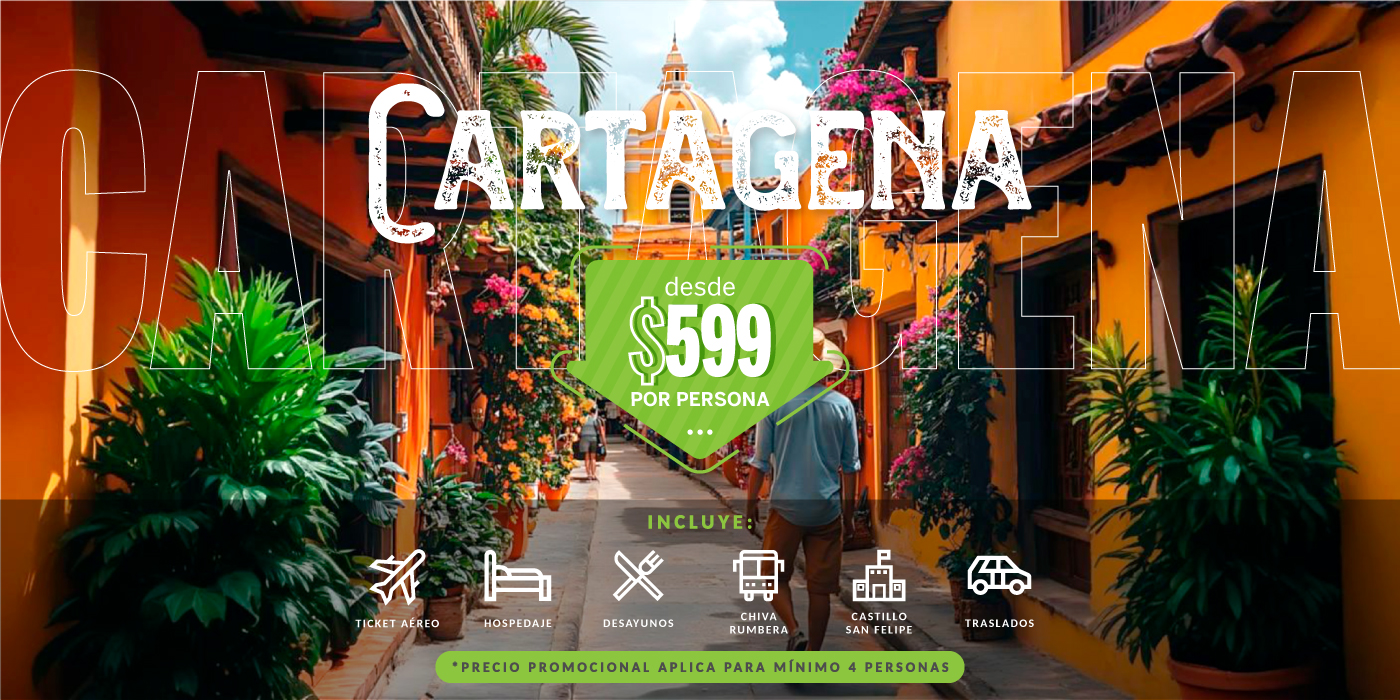 CARTAGENA
CARTAGENA
desde
$599
POR PERSONA
...
INCLUYE:
TICKET AÉREO
HOSPEDAJE
DESAYUNOS
CHIVA
RUMBERA
CASTILLO
SAN FELIPE
TRASLADOS
*PRECIO PROMOCIONAL APLICA PARA MÍNIMO 4 PERSONAS